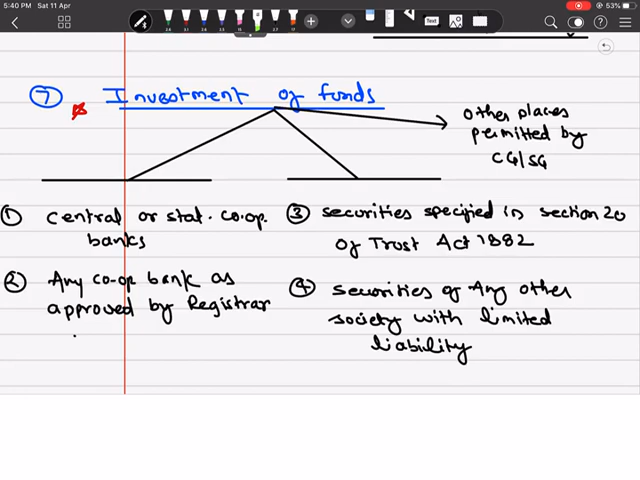 5:40 PM Sat 11 Apr
53%
Text
⑦ Investment of funds
other places
permitted by
CG/SG
① central or stat. co.op.
banks
② Any co-op bank as
approved by Registrar
③ securities specified in section 20
of Trust Act 1882
④ securities of Any other
society with limited
liability